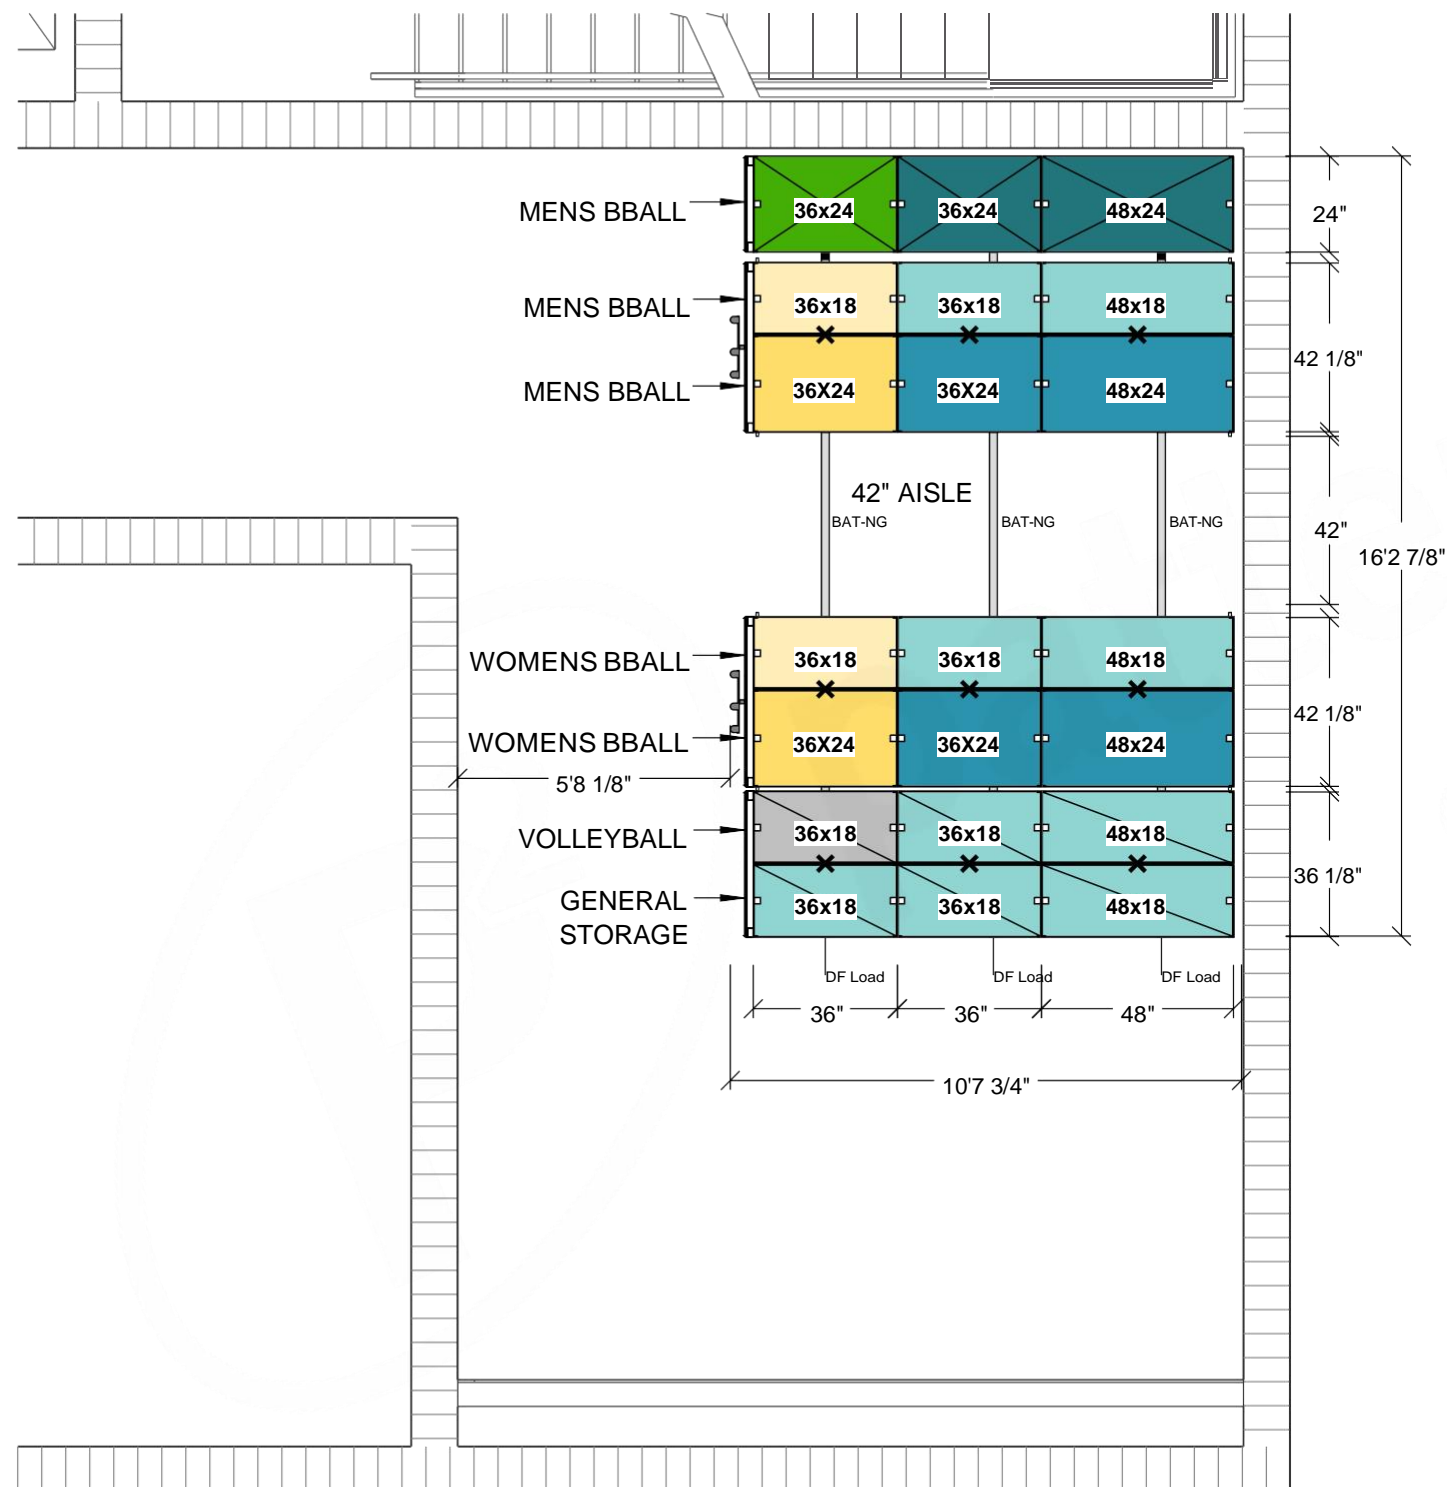 MENS BBALL
36x24
36x24
48x24
24"
MENS BBALL
36x18
36x18
48x18
42 1/8"
MENS BBALL
36X24
36X24
48x24
42" AISLE
BAT-NG
BAT-NG
BAT-NG
42"
16'2 7/8"
WOMENS BBALL
36x18
36x18
48x18
42 1/8"
WOMENS BBALL
36X24
36X24
48x24
5'8 1/8"
VOLLEYBALL
36x18
36x18
48x18
36 1/8"
GENERAL
STORAGE
36x18
36x18
48x18
DF Load
DF Load
DF Load
36"
36"
48"
10'7 3/4"